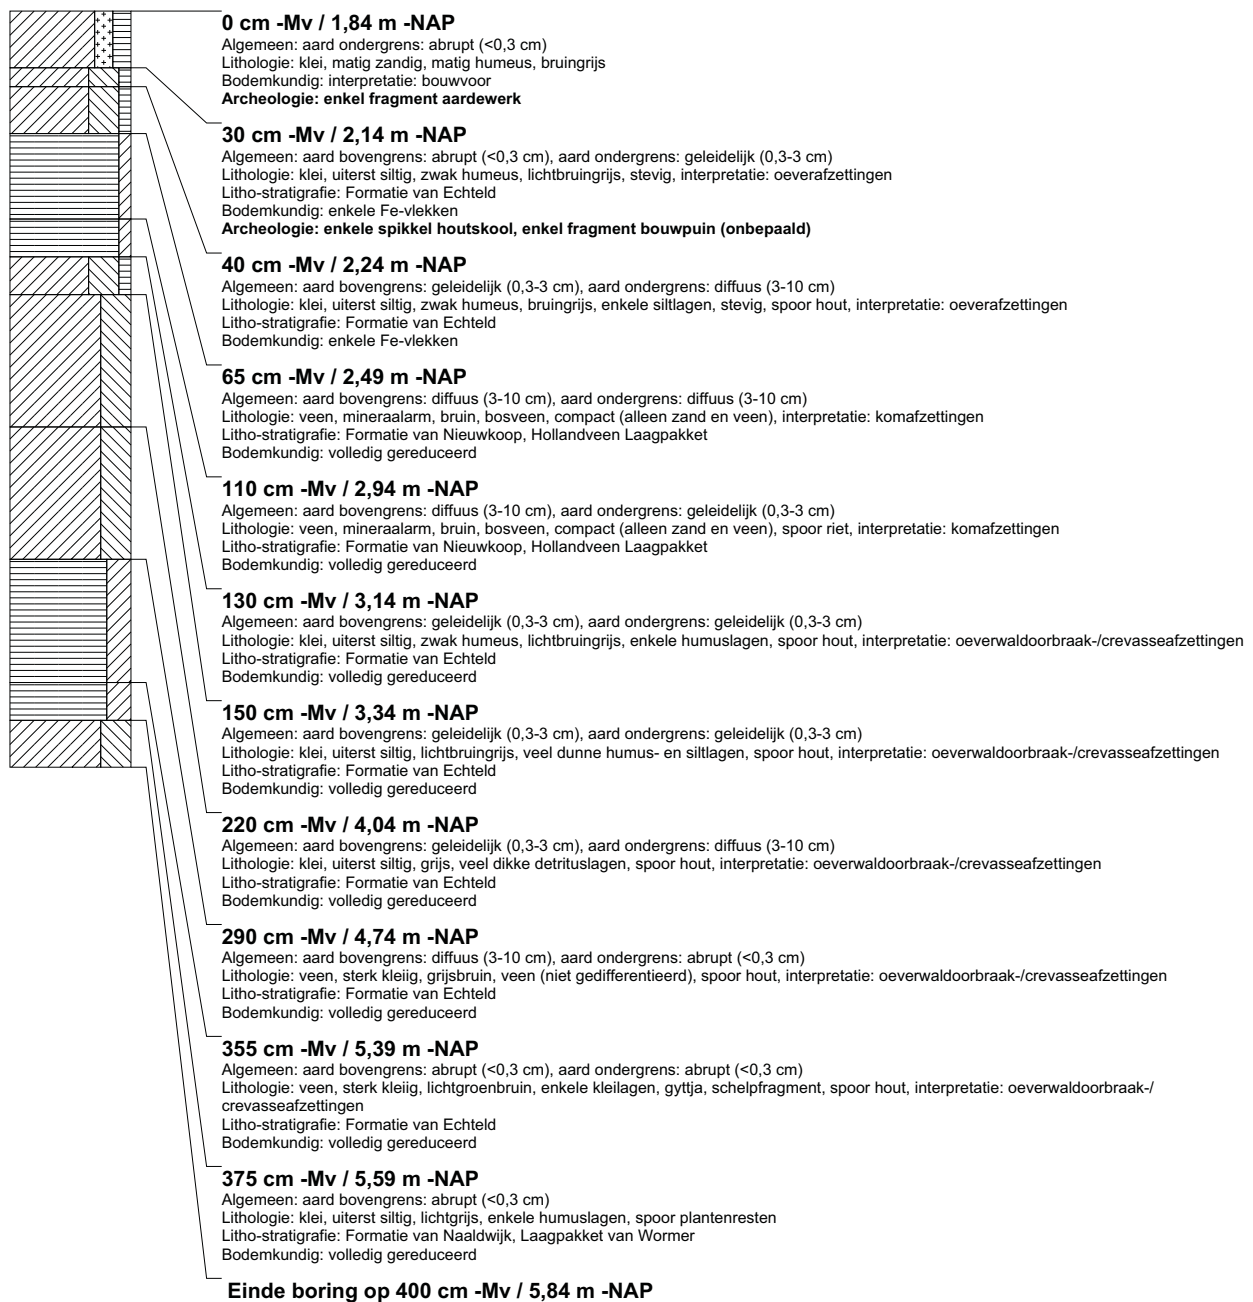 0 cm -Mv / 1,84 m -NAP
Algemeen: aard ondergrens: abrupt (<0,3 cm)
Lithologie: klei, matig zandig, matig humeus, bruingrijs
Bodemkundig: interpretatie: bouwvoor
Archeologie: enkel fragment aardewerk
30 cm -Mv / 2,14 m -NAP
Algemeen: aard bovengrens: abrupt (<0,3 cm), aard ondergrens: geleidelijk (0,3-3 cm)
Lithologie: klei, uiterst siltig, zwak humeus, lichtbruingrijs, stevig, interpretatie: oeverafzettingen
Litho-stratigrafie: Formatie van Echteld
Bodemkundig: enkele Fe-vlekken
Archeologie: enkele spikkel houtskool, enkel fragment bouwpuin (onbepaald)
40 cm -Mv / 2,24 m -NAP
Algemeen: aard bovengrens: geleidelijk (0,3-3 cm), aard ondergrens: diffuus (3-10 cm)
Lithologie: klei, uiterst siltig, zwak humeus, bruingrijs, enkele siltlagen, stevig, spoor hout, interpretatie: oeverafzettingen
Litho-stratigrafie: Formatie van Echteld
Bodemkundig: enkele Fe-vlekken
65 cm -Mv / 2,49 m -NAP
Algemeen: aard bovengrens: diffuus (3-10 cm), aard ondergrens: diffuus (3-10 cm)
Lithologie: veen, mineraalarm, bruin, bosveen, compact (alleen zand en veen), interpretatie: komafzettingen
Litho-stratigrafie: Formatie van Nieuwkoop, Hollandveen Laagpakket
Bodemkundig: volledig gereduceerd
110 cm -Mv / 2,94 m -NAP
Algemeen: aard bovengrens: diffuus (3-10 cm), aard ondergrens: geleidelijk (0,3-3 cm)
Lithologie: veen, mineraalarm, bruin, bosveen, compact (alleen zand en veen), spoor riet, interpretatie: komafzettingen
Litho-stratigrafie: Formatie van Nieuwkoop, Hollandveen Laagpakket
Bodemkundig: volledig gereduceerd
130 cm -Mv / 3,14 m -NAP
Algemeen: aard bovengrens: geleidelijk (0,3-3 cm), aard ondergrens: geleidelijk (0,3-3 cm)
Lithologie: klei, uiterst siltig, zwak humeus, lichtbruingrijs, enkele humuslagen, spoor hout, interpretatie: oeverwaldoorbraak-/crevasseafzettingen
Litho-stratigrafie: Formatie van Echteld
Bodemkundig: volledig gereduceerd
150 cm -Mv / 3,34 m -NAP
Algemeen: aard bovengrens: geleidelijk (0,3-3 cm), aard ondergrens: geleidelijk (0,3-3 cm)
Lithologie: klei, uiterst siltig, lichtbruingrijs, veel dunne humus- en siltlagen, spoor hout, interpretatie: oeverwaldoorbraak-/crevasseafzettingen
Litho-stratigrafie: Formatie van Echteld
Bodemkundig: volledig gereduceerd
220 cm -Mv / 4,04 m -NAP
Algemeen: aard bovengrens: geleidelijk (0,3-3 cm), aard ondergrens: diffuus (3-10 cm)
Lithologie: klei, uiterst siltig, grijs, veel dikke detrituslagen, spoor hout, interpretatie: oeverwaldoorbraak-/crevasseafzettingen
Litho-stratigrafie: Formatie van Echteld
Bodemkundig: volledig gereduceerd
290 cm -Mv / 4,74 m -NAP
Algemeen: aard bovengrens: diffuus (3-10 cm), aard ondergrens: abrupt (<0,3 cm)
Lithologie: veen, sterk kleiig, grijsbruin, veen (niet gedifferentieerd), spoor hout, interpretatie: oeverwaldoorbraak-/crevasseafzettingen
Litho-stratigrafie: Formatie van Echteld
Bodemkundig: volledig gereduceerd
355 cm -Mv / 5,39 m -NAP
Algemeen: aard bovengrens: abrupt (<0,3 cm), aard ondergrens: abrupt (<0,3 cm)
Lithologie: veen, sterk kleiig, lichtgroenbruin, enkele kleilagen, gyttja, schelpfragment, spoor hout, interpretatie: oeverwaldoorbraak-/
crevasseafzettingen
Litho-stratigrafie: Formatie van Echteld
Bodemkundig: volledig gereduceerd
375 cm -Mv / 5,59 m -NAP
Algemeen: aard bovengrens: abrupt (<0,3 cm)
Lithologie: klei, uiterst siltig, lichtgrijs, enkele humuslagen, spoor plantenresten
Litho-stratigrafie: Formatie van Naaldwijk, Laagpakket van Wormer
Bodemkundig: volledig gereduceerd
Einde boring op 400 cm -Mv / 5,84 m -NAP